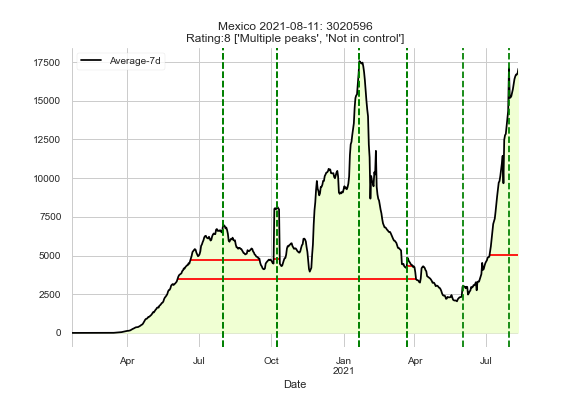 Mexico 2021-08-11: 3020596
Rating:8 ['Multiple peaks', 'Not in control']
Average-7d
17500
15000
12500
10000
7500
5000
2500
0
Apr
Jul
Oct
Jan
2021
Apr
Jul
Date